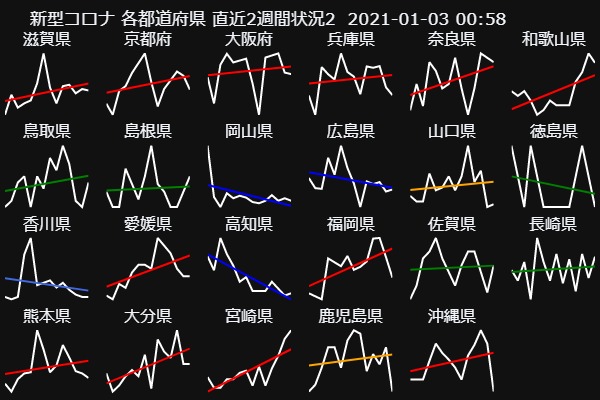 新型コロナ 各都道府県 直近2週間状況2 2021-01-03 00:58
滋賀県 京都府 大阪府 兵庫県 奈良県 和歌山県
鳥取県 島根県 岡山県 広島県 山口県 徳島県
香川県 愛媛県 高知県 福岡県 佐賀県 長崎県
熊本県 大分県 宮崎県 鹿児島県 沖縄県